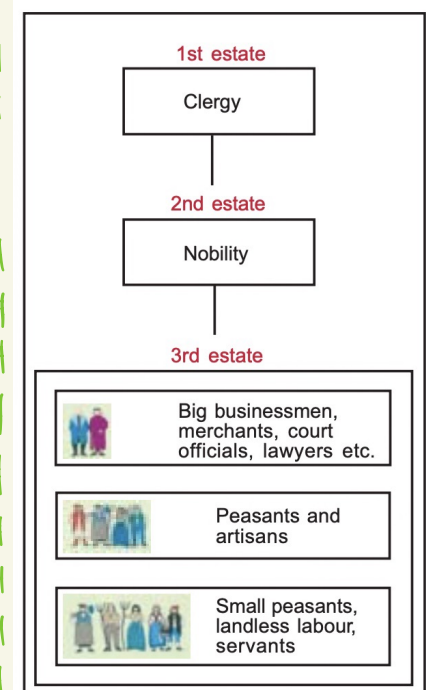 1st estate
Clergy
2nd estate
Nobility
3rd estate
Big businessmen,
merchants, court
officials, lawyers etc.
Peasants and
artisans
Small peasants,
landless labour,
servants